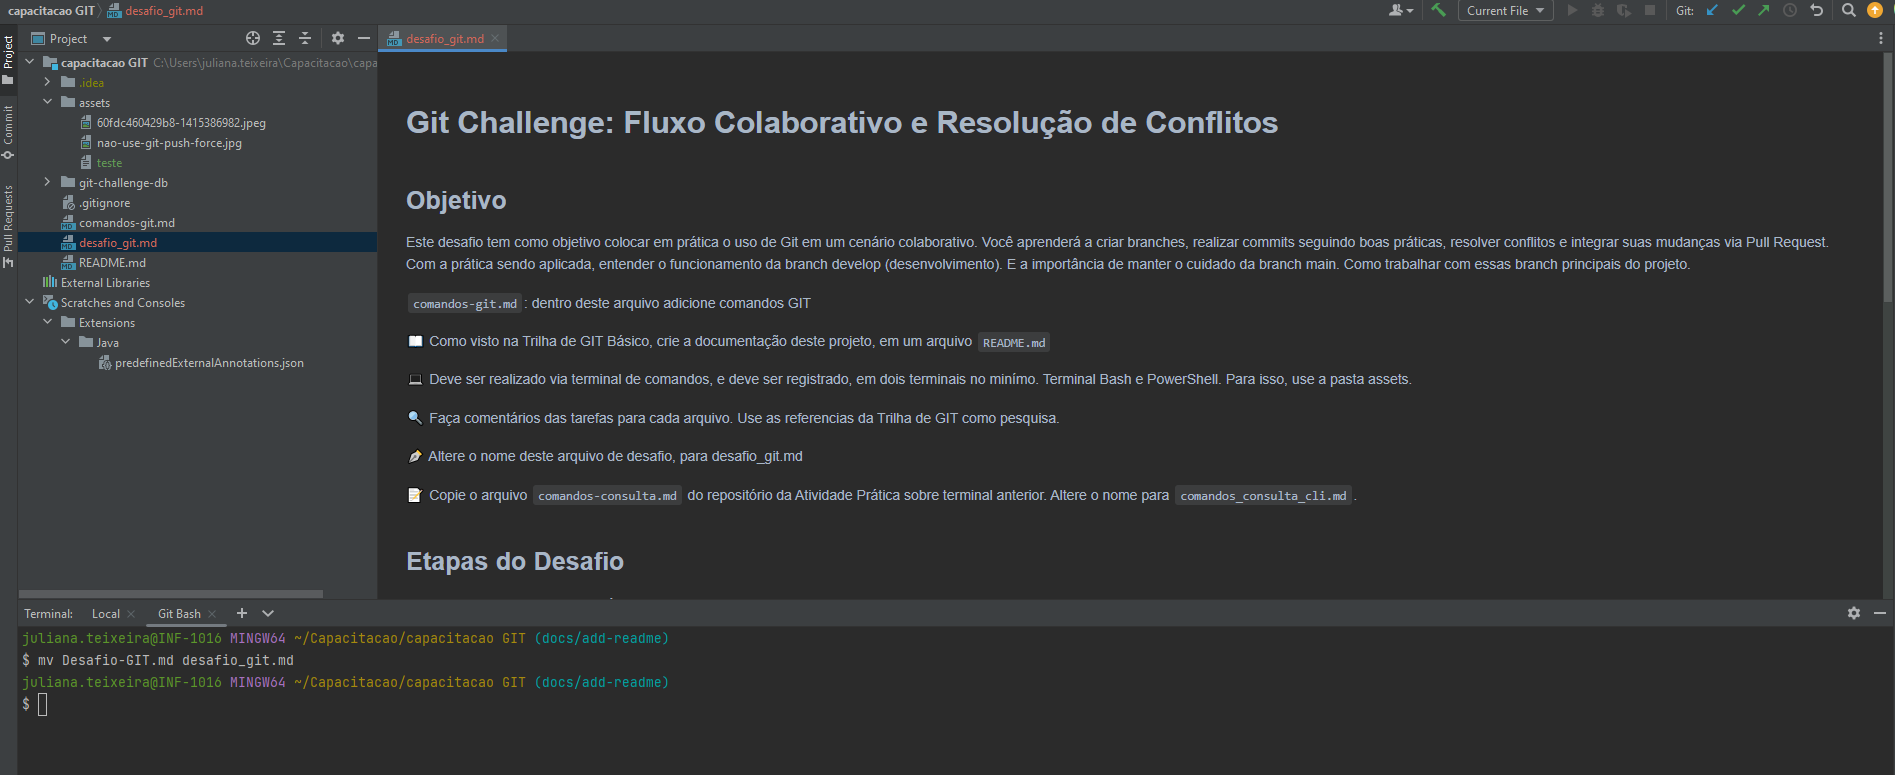 capacitacao GIT desafio_git.md
Current File
Git:
Project
Commit
Pull Requests
Project
capacitacao GIT C:\Users\juliana.teixeira\Capacitacao\capa
.idea
assets
60fdc460429b8-1415386982.jpeg
nao-use-git-push-force.jpg
teste
git-challenge-db
.gitignore
comandos-git.md
desafio_git.md
README.md
External Libraries
Scratches and Consoles
Extensions
Java
predefinedExternalAnnotations.json
desafio_git.md
Git Challenge: Fluxo Colaborativo e Resolução de Conflitos
Objetivo
Este desafio tem como objetivo colocar em prática o uso de Git em um cenário colaborativo. Você aprenderá a criar branches, realizar commits seguindo boas práticas, resolver conflitos e integrar suas mudanças via Pull Request.
Com a prática sendo aplicada, entender o funcionamento da branch develop (desenvolvimento). E a importância de manter o cuidado da branch main. Como trabalhar com essas branch principais do projeto.
comandos-git.md : dentro deste arquivo adicione comandos GIT
📖 Como visto na Trilha de GIT Básico, crie a documentação deste projeto, em um arquivo README.md
💻 Deve ser realizado via terminal de comandos, e deve ser registrado, em dois terminais no minímo. Terminal Bash e PowerShell. Para isso, use a pasta assets.
🔍 Faça comentários das tarefas para cada arquivo. Use as referencias da Trilha de GIT como pesquisa.
Altere o nome deste arquivo de desafio, para desafio_git.md
📝 Copie o arquivo comandos-consulta.md do repositório da Atividade Prática sobre terminal anterior. Altere o nome para comandos_consulta_cli.md .
Etapas do Desafio
Terminal: Local Git Bash
juliana.teixeira@INF-1016 MINGW64 ~/Capacitacao/capacitacao GIT (docs/add-readme)
$ mv Desafio-GIT.md desafio_git.md
juliana.teixeira@INF-1016 MINGW64 ~/Capacitacao/capacitacao GIT (docs/add-readme)
$